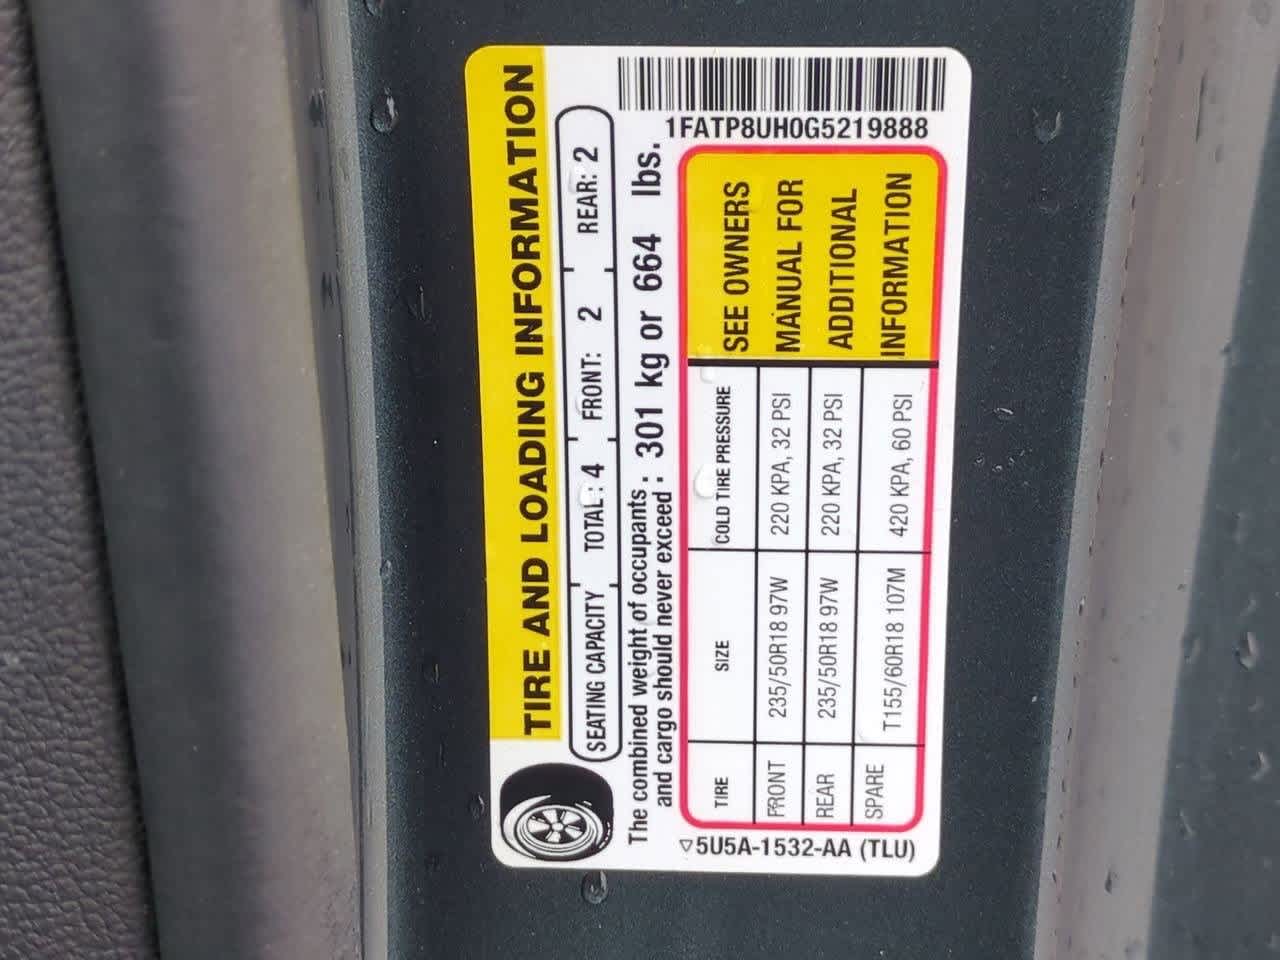 TIRE AND LOADING INFORMATION
SEATING CAPACITY TOTAL: 4 FRONT: 2 REAR: 2
The combined weight of occupants
and cargo should never exceed : 301 kg or 664 lbs.
1FATP8UH0G5219888
TIRE SIZE COLD TIRE PRESSURE
FRONT 235/50R18 97W 220 KPA, 32 PSI
REAR 235/50R18 97W 220 KPA, 32 PSI
SPARE T155/60R18 107M 420 KPA, 60 PSI
SEE OWNERS
MANUAL FOR
ADDITIONAL
INFORMATION
5U5A-1532-AA (TLU)